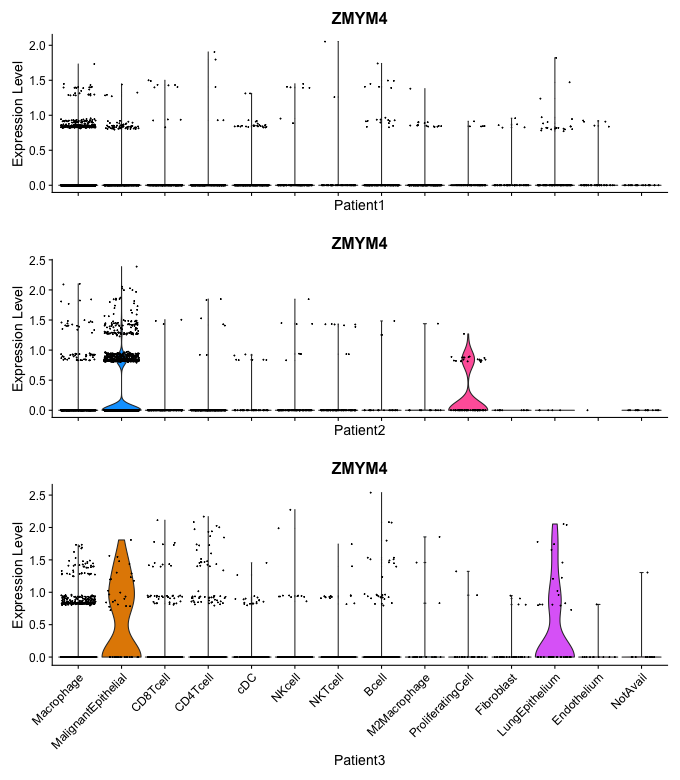 ZMYM4
Expression Level
2.0
1.5
1.0
0.5
0.0
Patient1
ZMYM4
Expression Level
2.5
2.0
1.5
1.0
0.5
0.0
Patient2
ZMYM4
Expression Level
2.5
2.0
1.5
1.0
0.5
0.0
Macrophage
MalignantEpithelial
CD8Tcell
CD4Tcell
cDC
NKcell
NKTcell
Bcell
M2Macrophage
ProliferatingCell
Fibroblast
LungEpithelium
Endothelium
NotAvail
Patient3